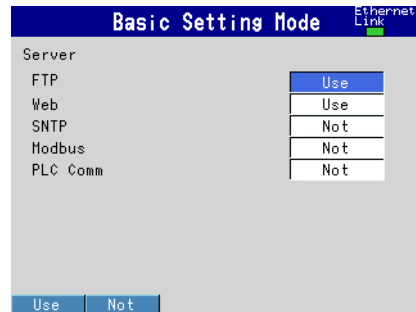 Basic Setting Mode
Ethernet
Link
Server
FTP Use
Web Use
SNTP Not
Modbus Not
PLC Comm Not
Use Not